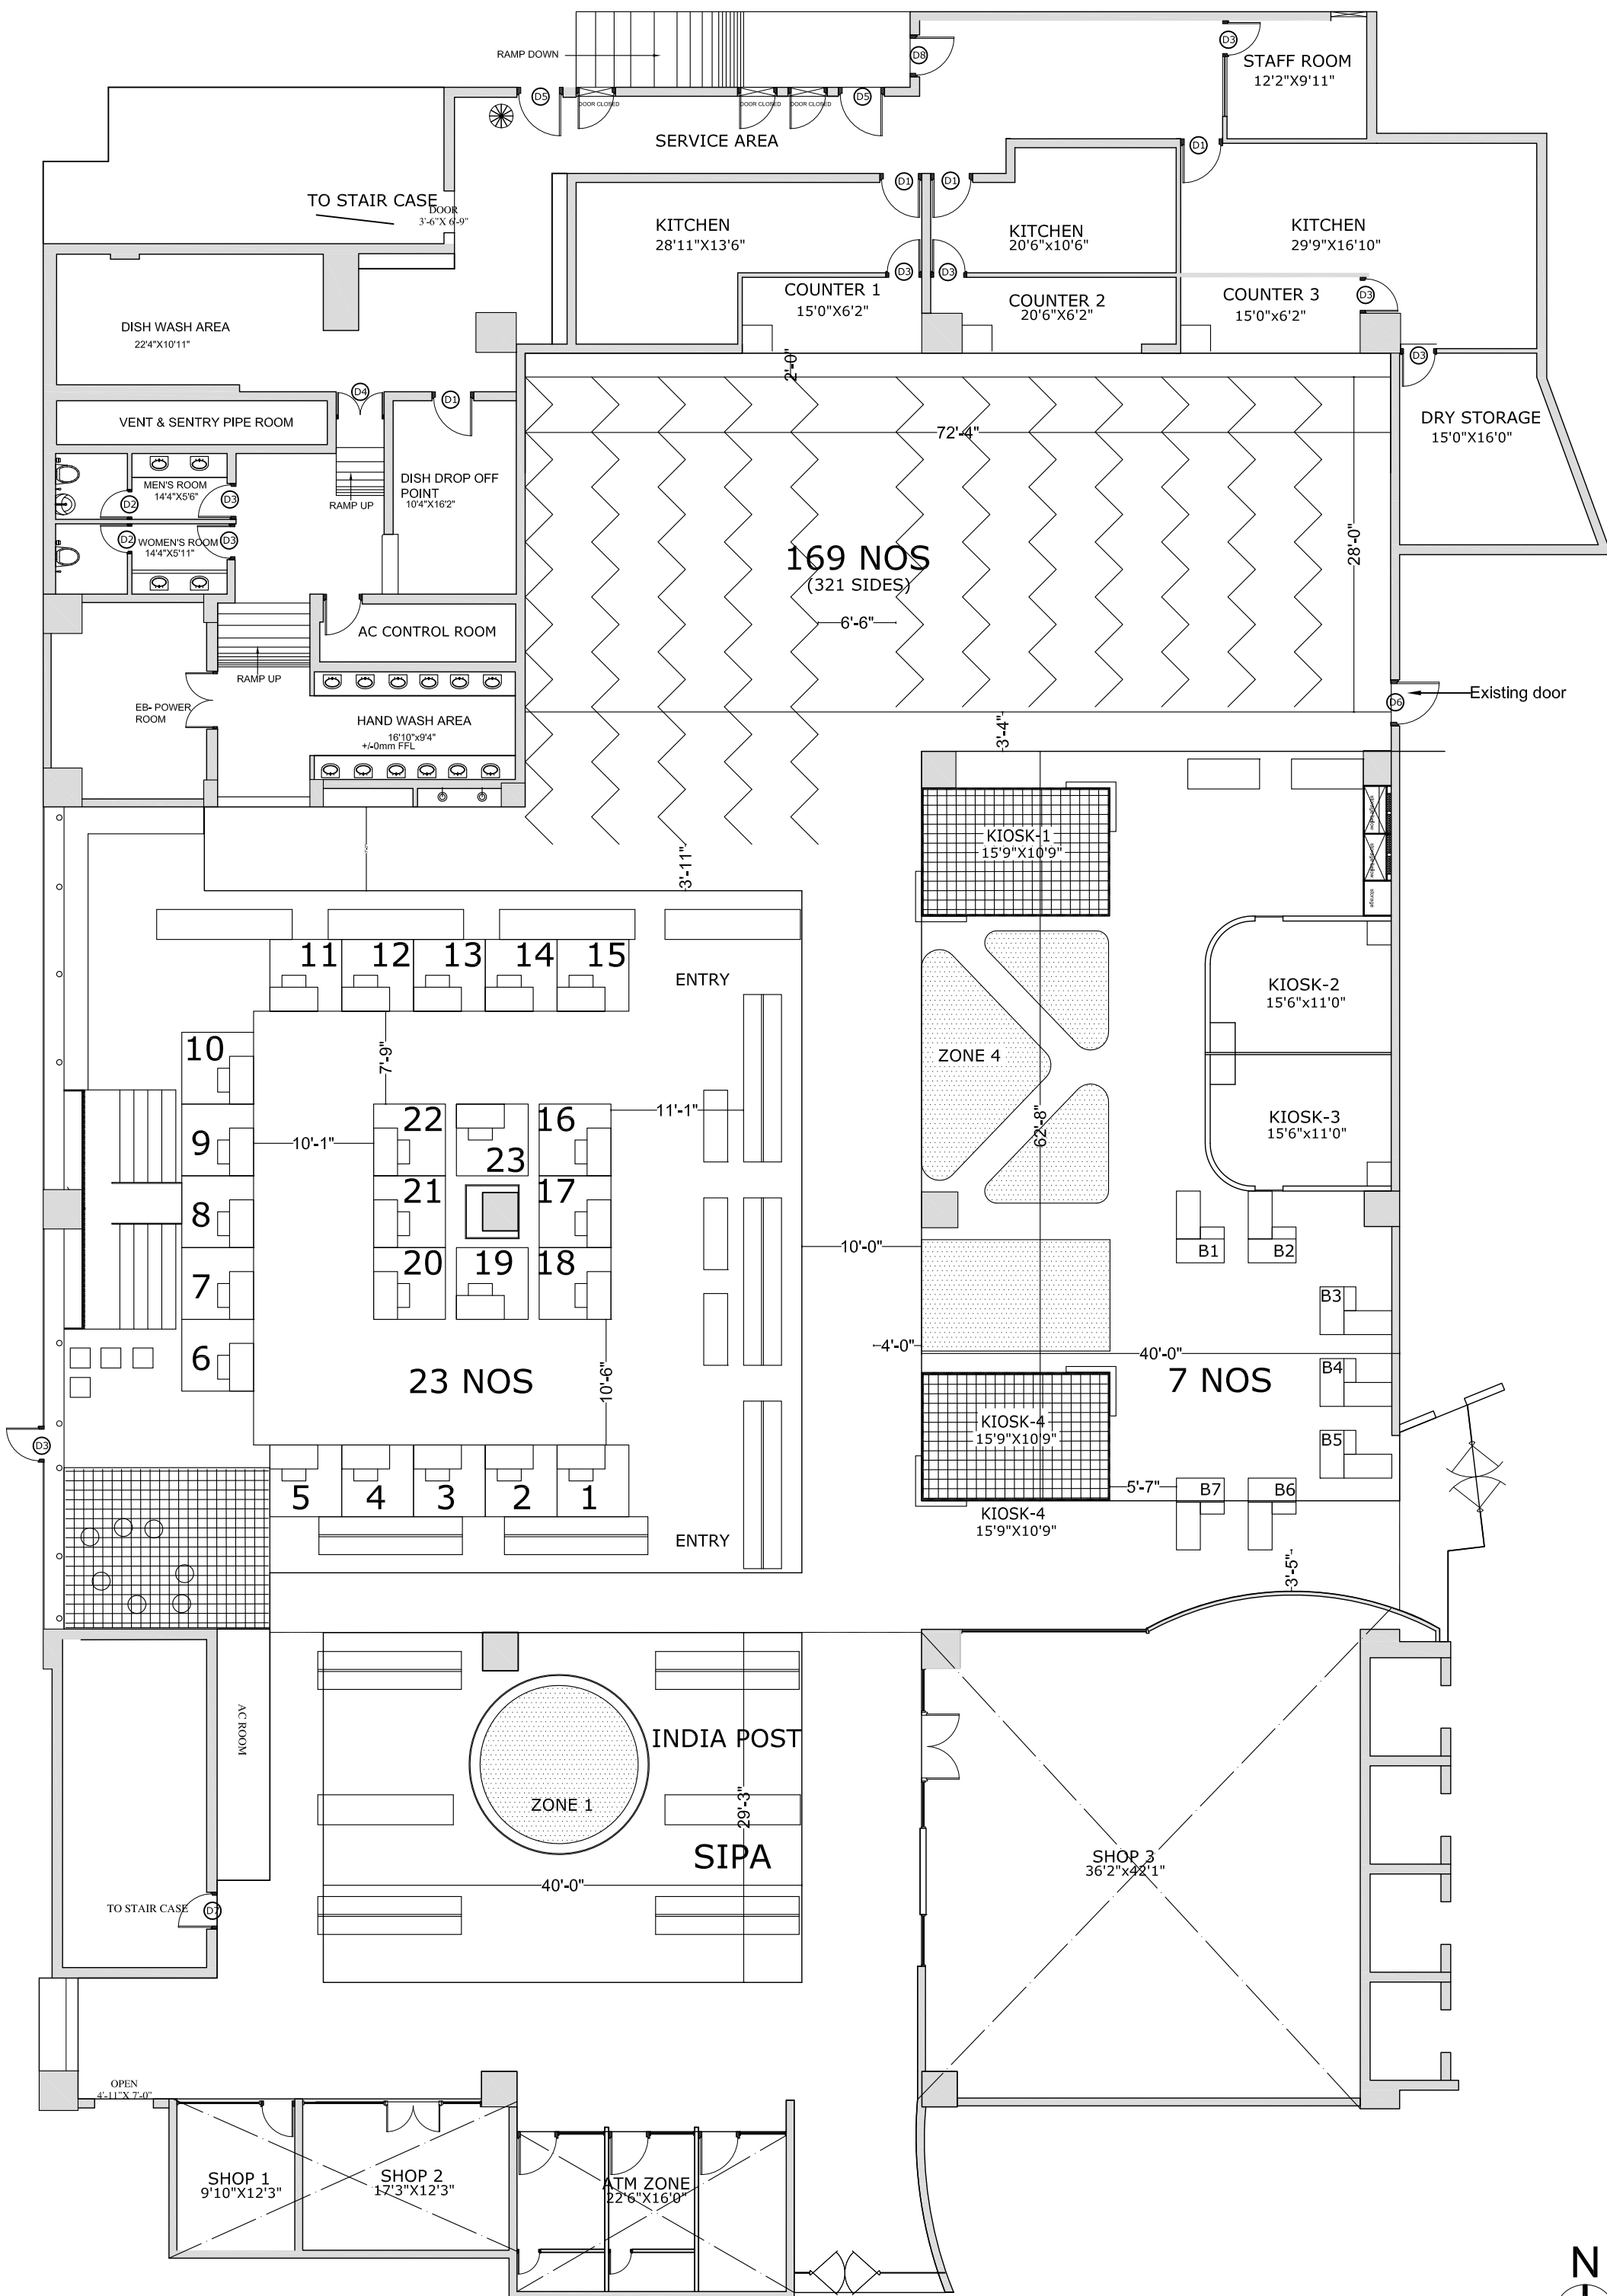 RAMP DOWN
D8
D3
STAFF ROOM
12'2"X9'11"
D5
DOOR CLOSED
DOOR CLOSED
DOOR CLOSED
D5
SERVICE AREA
D1
TO STAIR CASE
DOOR
3'-6"X 6'-9"
D1
D1
KITCHEN
28'11"X13'6"
KITCHEN
20'6"x10'6"
KITCHEN
29'9"X16'10"
D3
D3
COUNTER 1
15'0"X6'2"
COUNTER 2
20'6"X6'2"
COUNTER 3
15'0"x6'2"
D3
DISH WASH AREA
22'4"X10'11"
2'-0"
D3
D4
D1
VENT & SENTRY PIPE ROOM
72'-4"
DRY STORAGE
15'0"X16'0"
MEN'S ROOM
14'4"X5'6"
D2
D3
RAMP UP
DISH DROP OFF
POINT
10'4"X16'2"
D2
WOMEN'S ROOM
14'4"X5'11"
D3
169 NOS
(321 SIDES)
28'-0"
6'-6"
AC CONTROL ROOM
RAMP UP
EB- POWER
ROOM
HAND WASH AREA
16'10"x9'4"
+/-0mm FFL
D6
Existing door
3'-4"
KIOSK-1
15'9"X10'9"
storage
3'-11"
11
12
13
14
15
ENTRY
KIOSK-2
15'6"x11'0"
10
7'-9"
ZONE 4
22
23
16
11'-1"
62'-8"
KIOSK-3
15'6"x11'0"
9
10'-1"
21
17
8
20
19
18
10'-0"
B1
B2
7
B3
6
4'-0"
40'-0"
23 NOS
10'-6"
7 NOS
B4
D3
KIOSK-4
15'9"X10'9"
B5
5
4
3
2
1
5'-7"
B7
B6
KIOSK-4
15'9"X10'9"
ENTRY
3'-5"
AC ROOM
INDIA POST
ZONE 1
29'-3"
SIPA
SHOP 3
36'2"x42'1"
40'-0"
TO STAIR CASE
D7
OPEN
4'-11"X 7'-0"
SHOP 1
9'10"X12'3"
SHOP 2
17'3"X12'3"
ATM ZONE
22'6"X16'0"
N